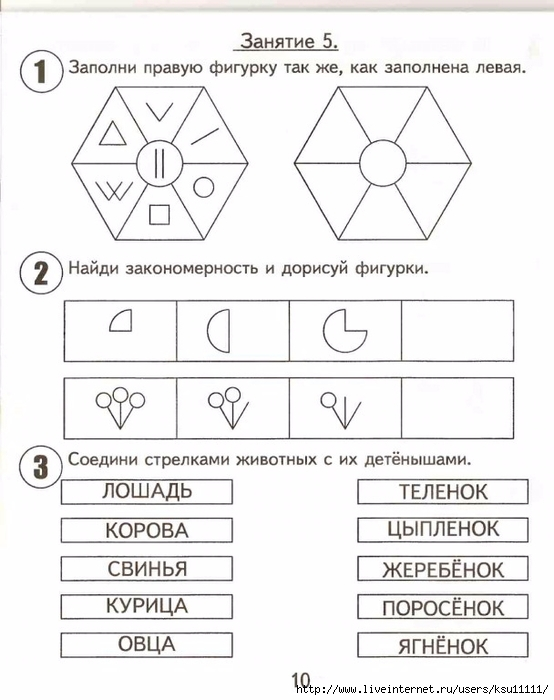 Занятие 5.
1 Заполни правую фигурку так же, как заполнена левая.
2 Найди закономерность и дорисуй фигурки.
3 Соедини стрелками животных с их детёнышами.
ЛОШАДЬ ТЕЛЕНОК
КОРОВА ЦЫПЛЕНОК
СВИНЬЯ ЖЕРЕБЁНОК
КУРИЦА ПОРОСЁНОК
ОВЦА ЯГНЁНОК
10
http://www.liveinternet.ru/users/ksu11111/